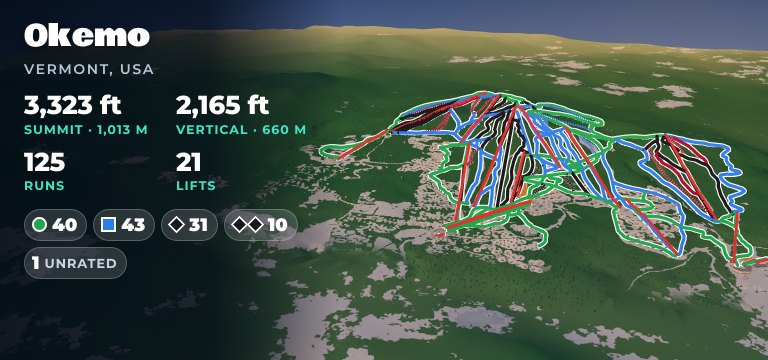 Okemo
VERMONT, USA
3,323 ft 2,165 ft
SUMMIT · 1,013 M VERTICAL · 660 M
125 21
RUNS LIFTS
40 43 31 10
1 UNRATED